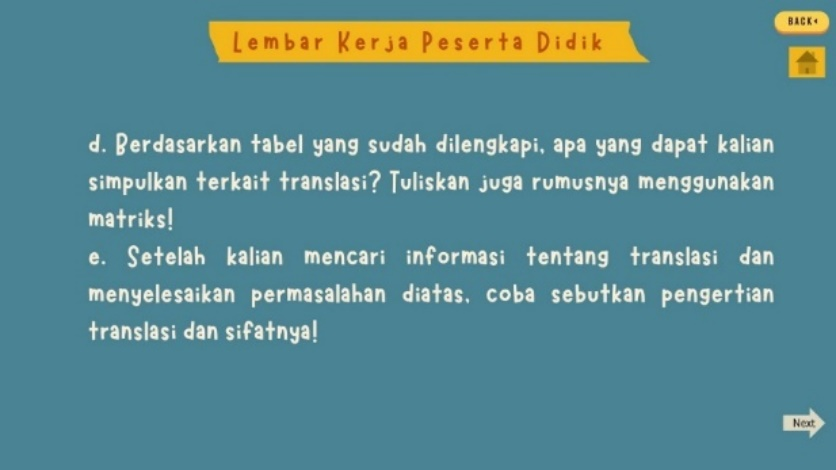 BACK
Lembar Kerja Peserta Didik
d. Berdasarkan tabel yang sudah dilengkapi, apa yang dapat kalian
simpulkan terkait translasi? Tuliskan juga rumusnya menggunakan
matriks!
e. Setelah kalian mencari informasi tentang translasi dan
menyelesaikan permasalahan diatas, coba sebutkan pengertian
translasi dan sifatnya!
Next